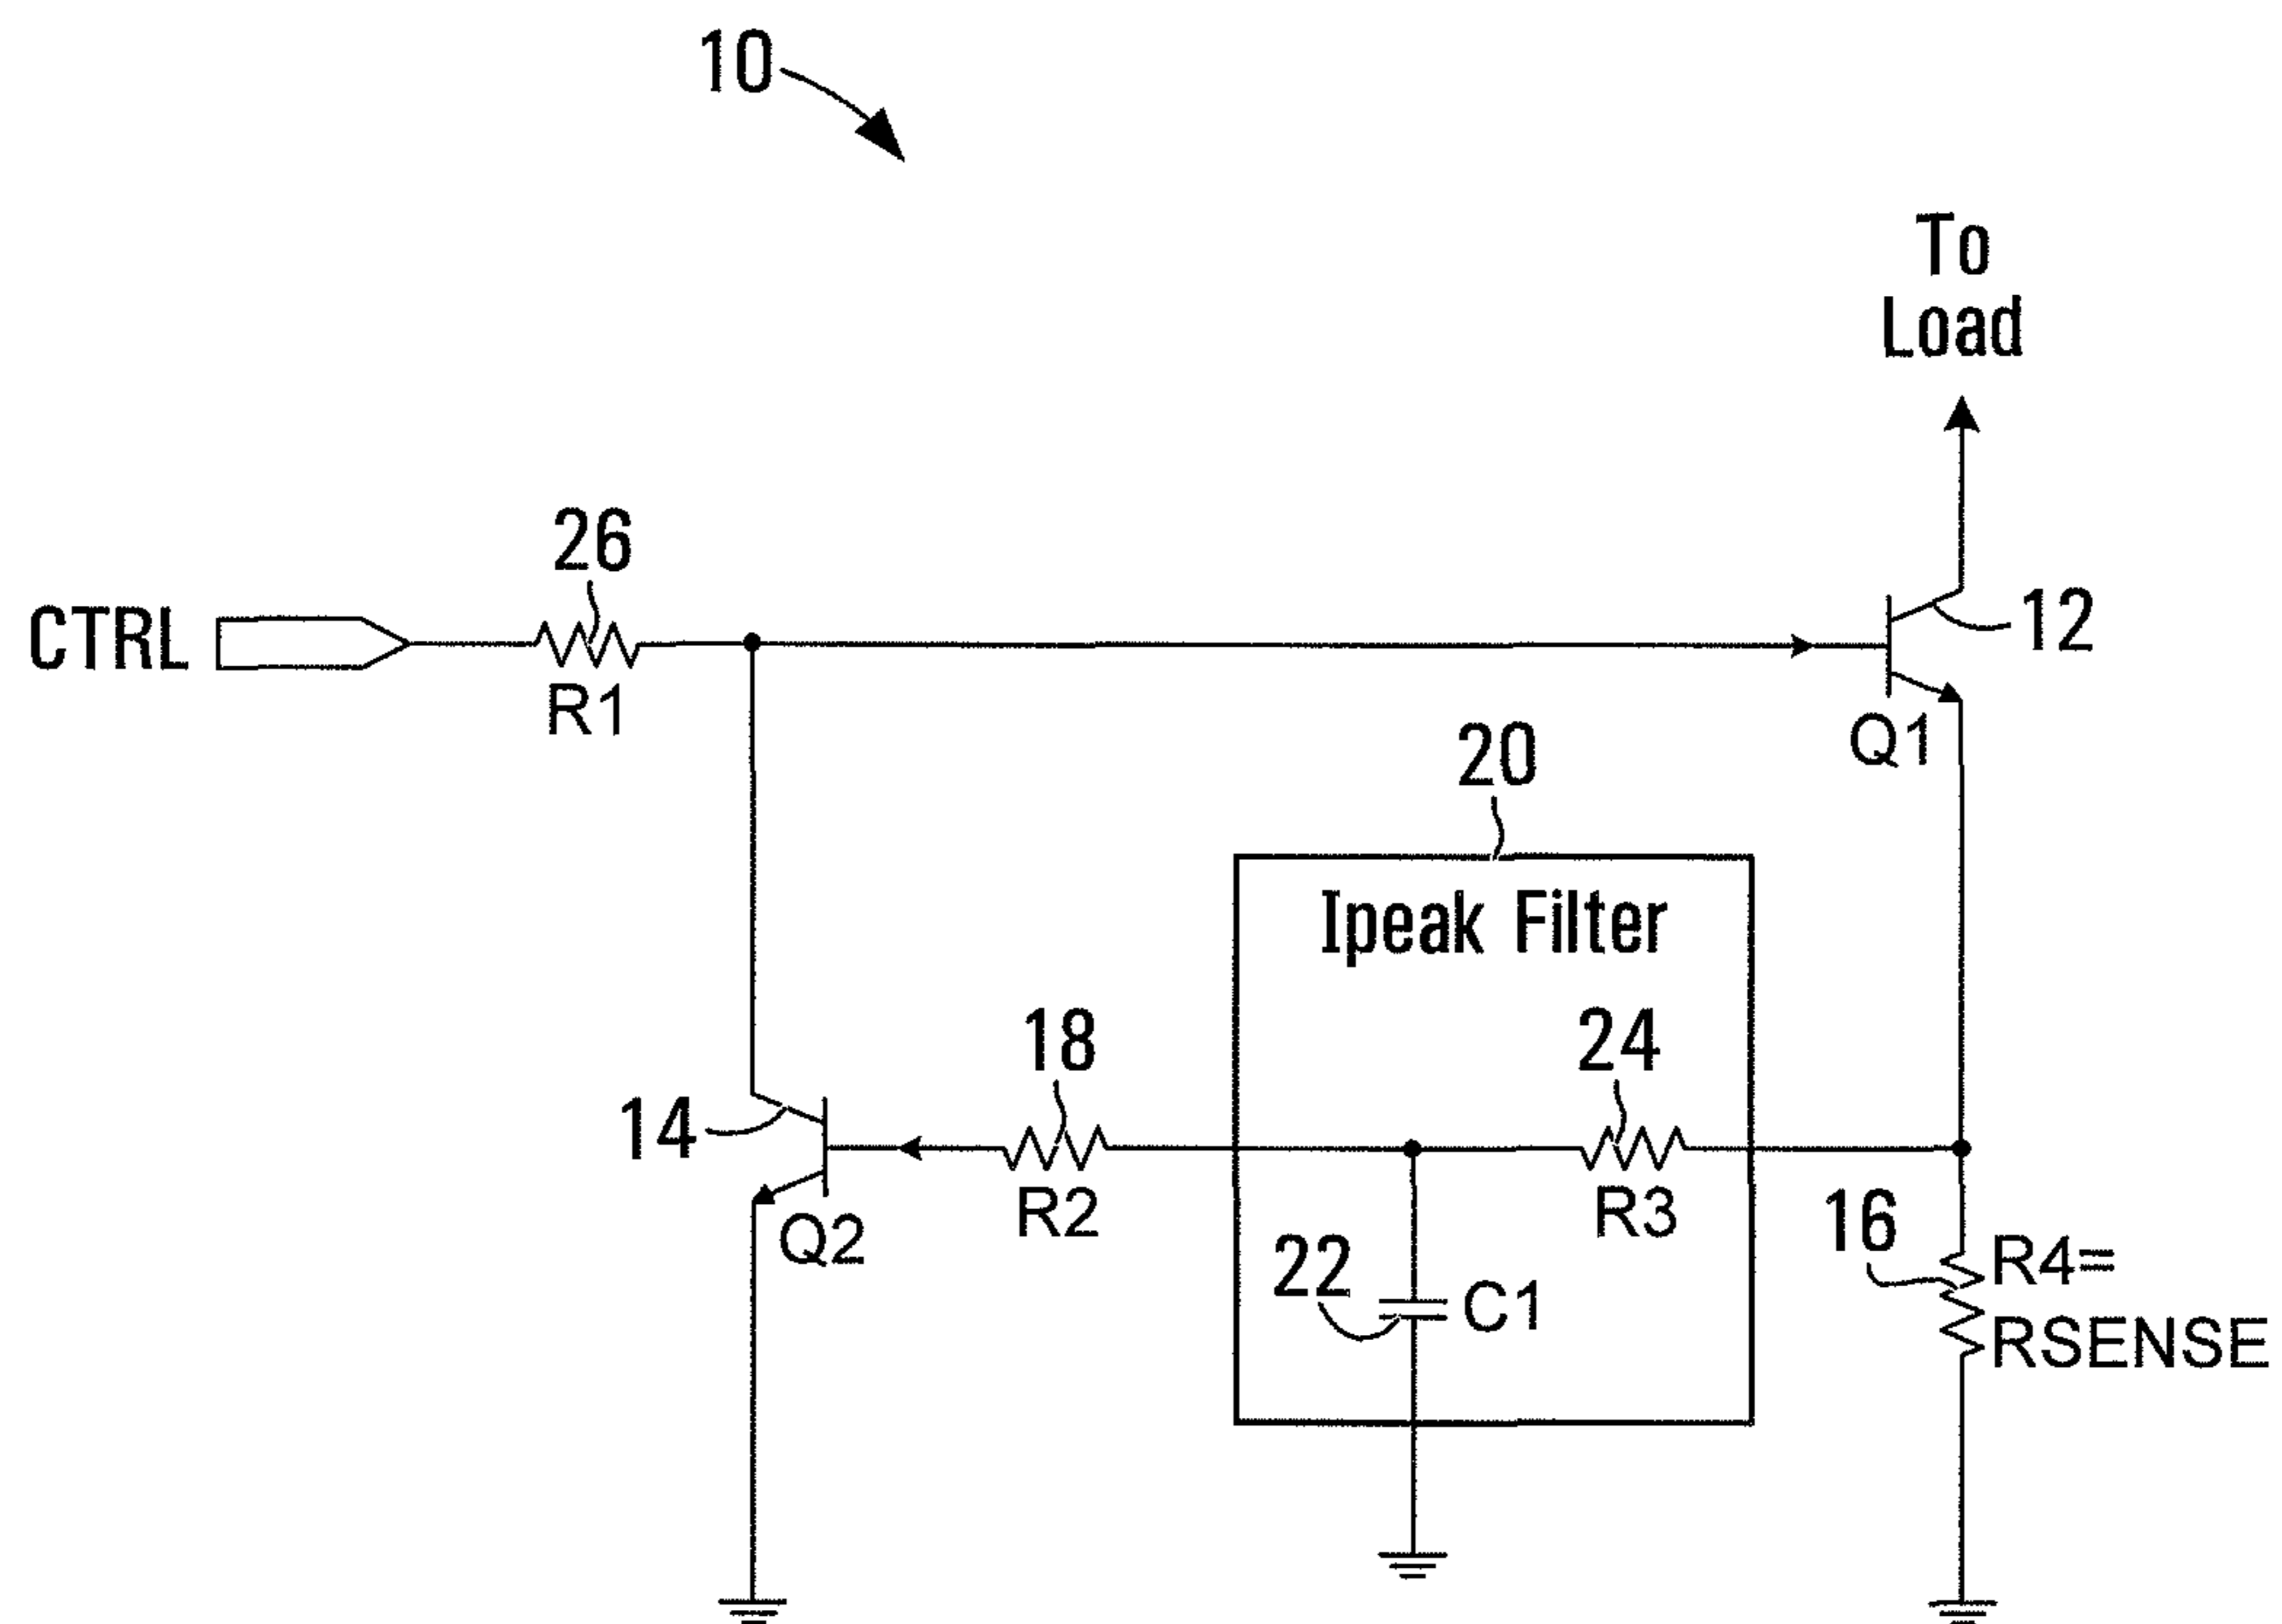 10
To
Load
26
CTRL
R1
12
Q1
20
Ipeak Filter
18
24
14
R2
R3
16
Q2
22
C1
R4=
RSENSE